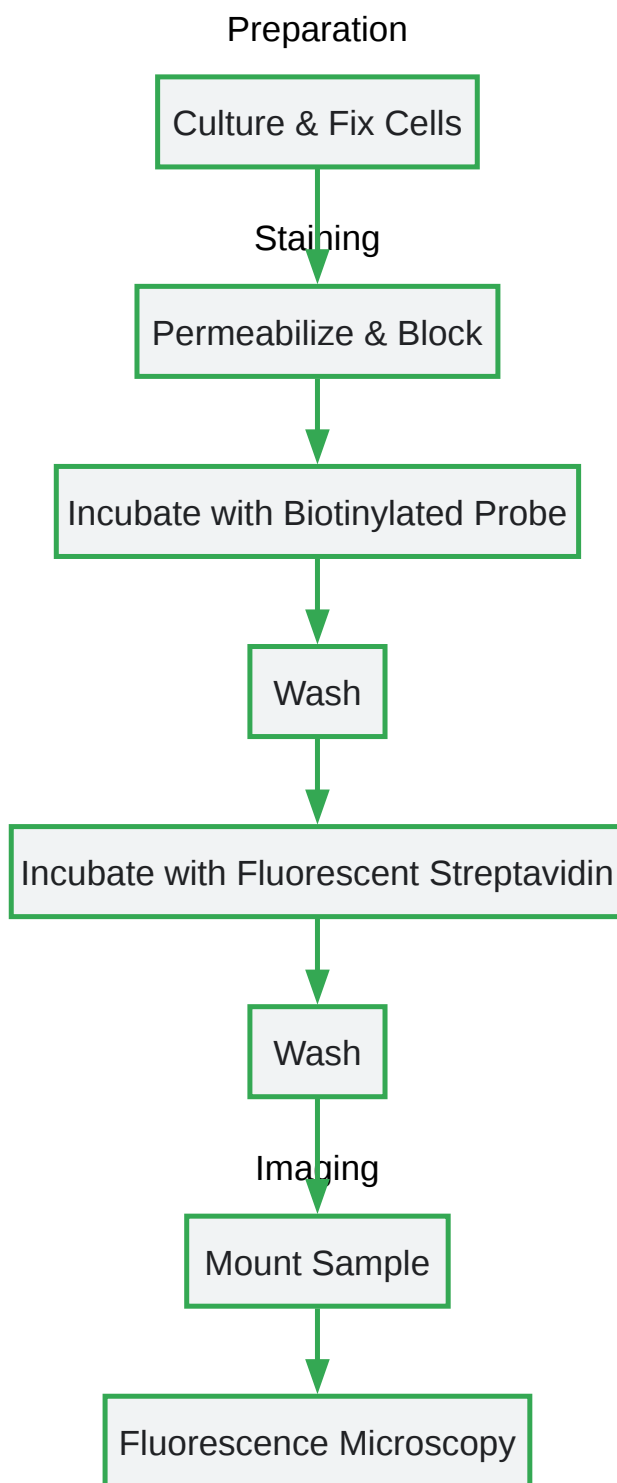 Preparation
Culture & Fix Cells
Staining
Permeabilize & Block
Incubate with Biotinylated Probe
Wash
Incubate with Fluorescent Streptavidin
Wash
Imaging
Mount Sample
Fluorescence Microscopy